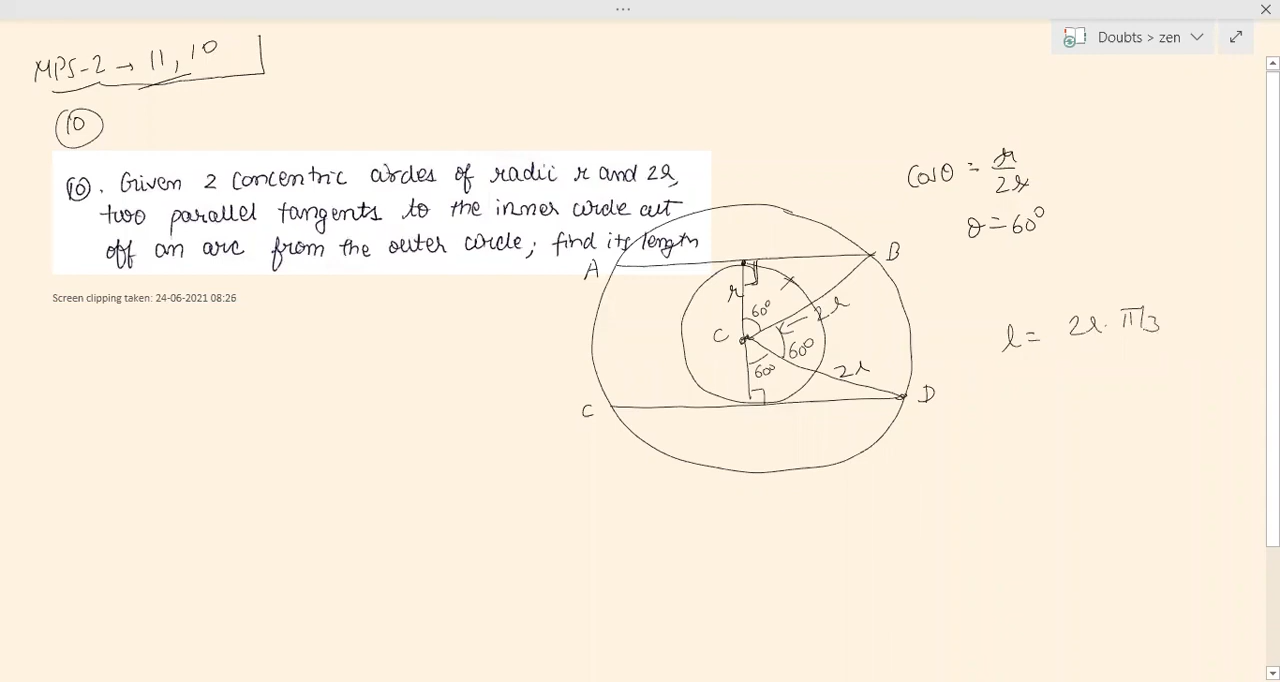 Doubts > zen
MPS-2 → 11, 10
10
10. Given 2 concentric circles of radii r and 2r,
two parallel tangents to the inner circle cut
off an arc from the outer circle, find its length
Screen clipping taken: 24-06-2021 08:26
Cosθ = r/2r
θ = 60°
A
B
r
60°
2r
C
60°
60°
2r
l = 2r. π/3
C
D